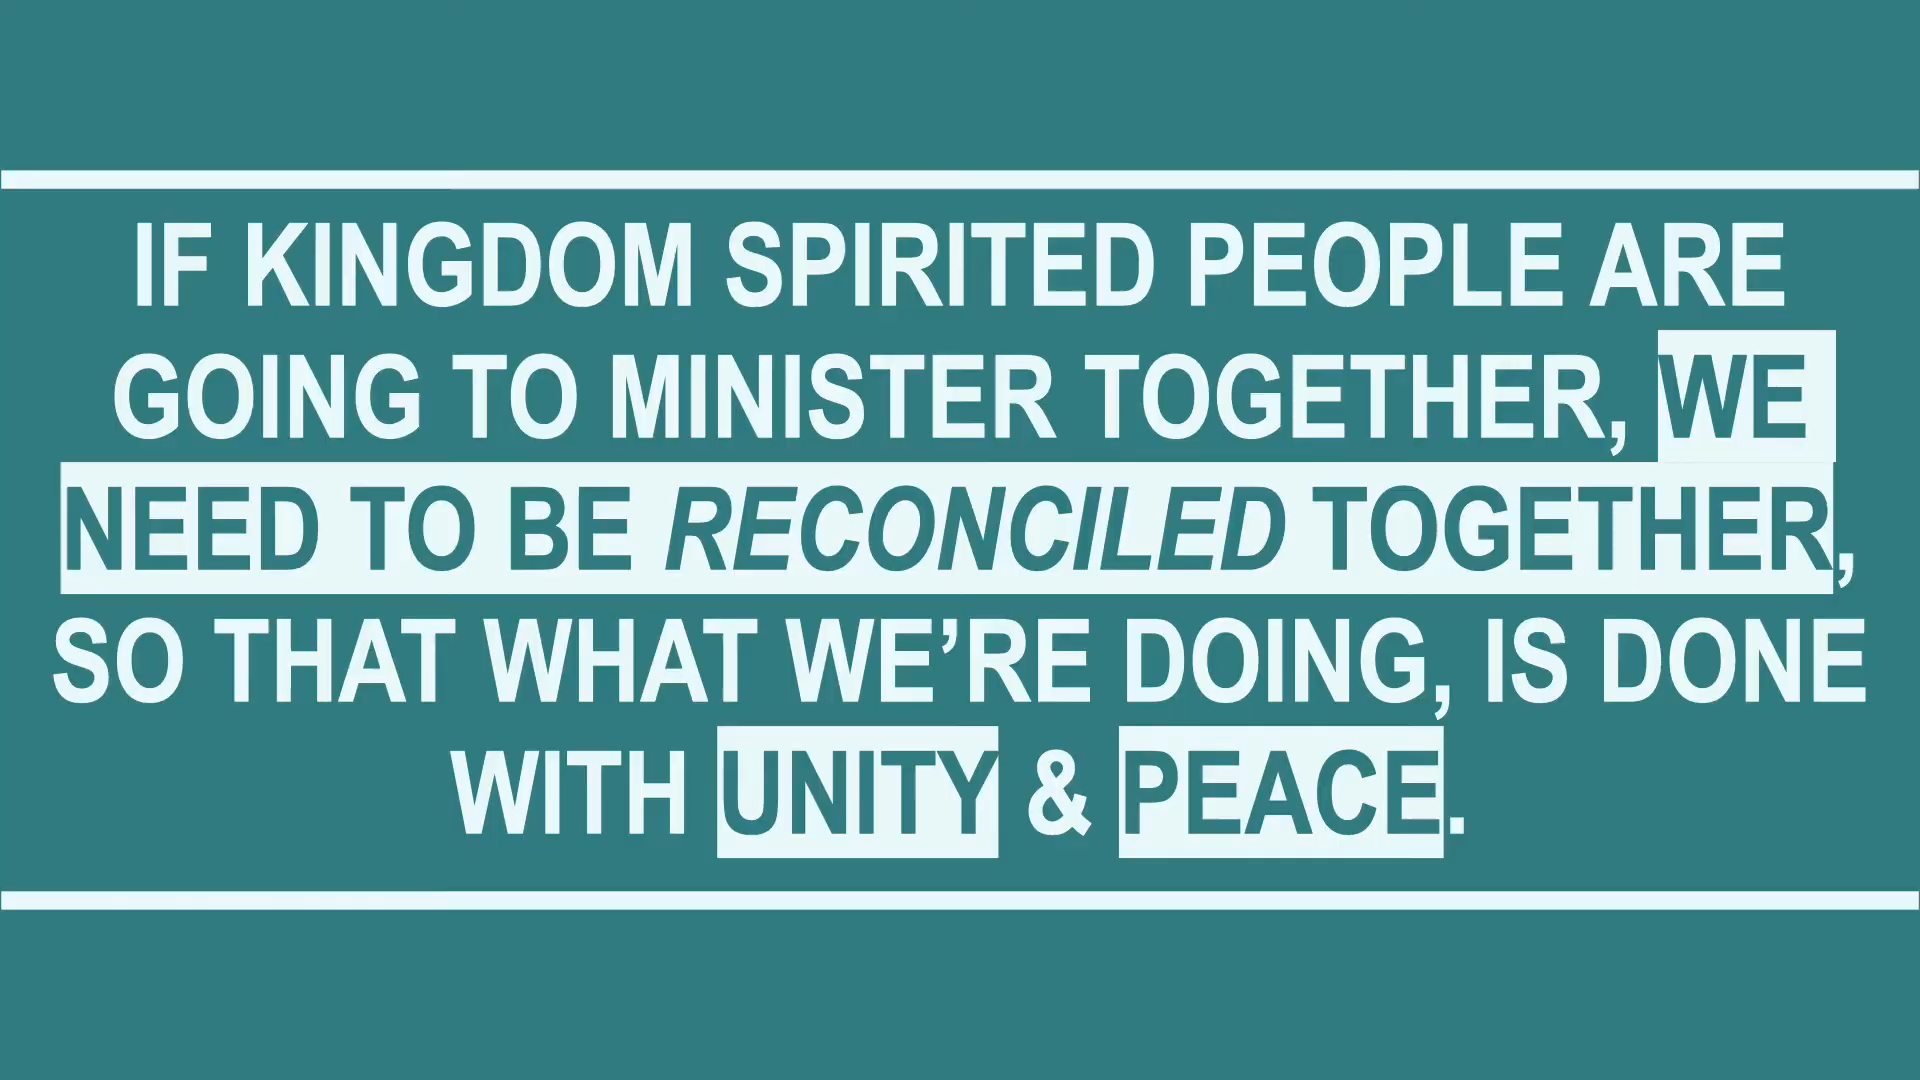 IF KINGDOM SPIRITED PEOPLE ARE
GOING TO MINISTER TOGETHER, WE
NEED TO BE RECONCILED TOGETHER,
SO THAT WHAT WE’RE DOING, IS DONE
WITH UNITY & PEACE.